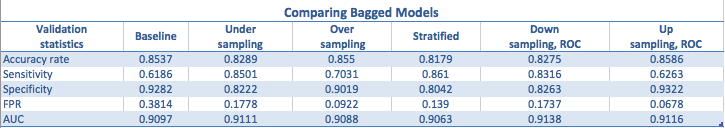 Comparing Bagged Models
Validation statistics Baseline Under sampling Over sampling Stratified Down sampling, ROC Up sampling, ROC
Accuracy rate 0.8537 0.8289 0.855 0.8179 0.8275 0.8586
Sensitivity 0.6186 0.8501 0.7031 0.861 0.8316 0.6263
Specificity 0.9282 0.8222 0.9019 0.8042 0.8263 0.9322
FPR 0.3814 0.1778 0.0922 0.139 0.1737 0.0678
AUC 0.9097 0.9111 0.9088 0.9063 0.9138 0.9116